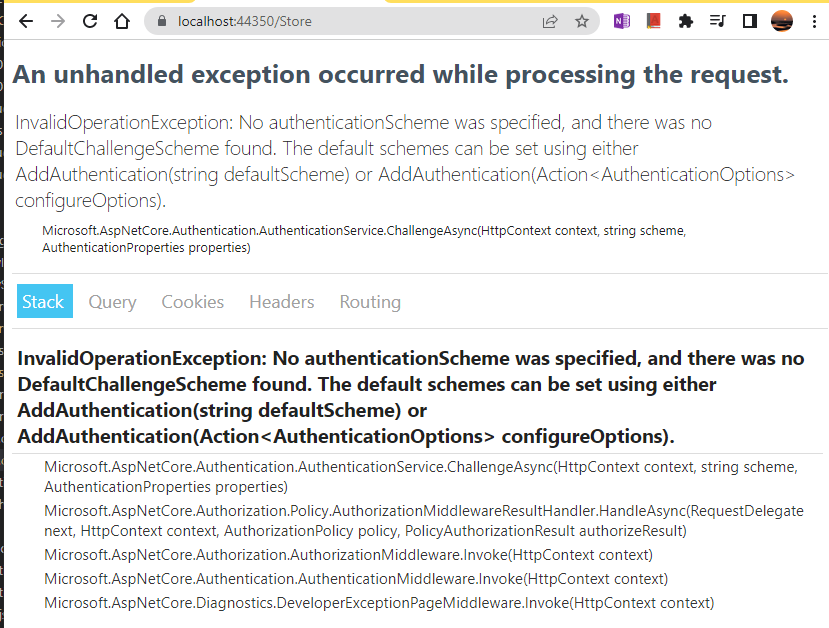 localhost:44350/Store
An unhandled exception occurred while processing the request.
InvalidOperationException: No authenticationScheme was specified, and there was no
DefaultChallengeScheme found. The default schemes can be set using either
AddAuthentication(string defaultScheme) or AddAuthentication(Action<AuthenticationOptions>
configureOptions).
Microsoft.AspNetCore.Authentication.AuthenticationService.ChallengeAsync(HttpContext context, string scheme,
AuthenticationProperties properties)
Stack Query Cookies Headers Routing
InvalidOperationException: No authenticationScheme was specified, and there was no
DefaultChallengeScheme found. The default schemes can be set using either
AddAuthentication(string defaultScheme) or
AddAuthentication(Action<AuthenticationOptions> configureOptions).
Microsoft.AspNetCore.Authentication.AuthenticationService.ChallengeAsync(HttpContext context, string scheme,
AuthenticationProperties properties)
Microsoft.AspNetCore.Authorization.Policy.AuthorizationMiddlewareResultHandler.HandleAsync(RequestDelegate
next, HttpContext context, AuthorizationPolicy policy, PolicyAuthorizationResult authorizeResult)
Microsoft.AspNetCore.Authorization.AuthorizationMiddleware.Invoke(HttpContext context)
Microsoft.AspNetCore.Authentication.AuthenticationMiddleware.Invoke(HttpContext context)
Microsoft.AspNetCore.Diagnostics.DeveloperExceptionPageMiddleware.Invoke(HttpContext context)